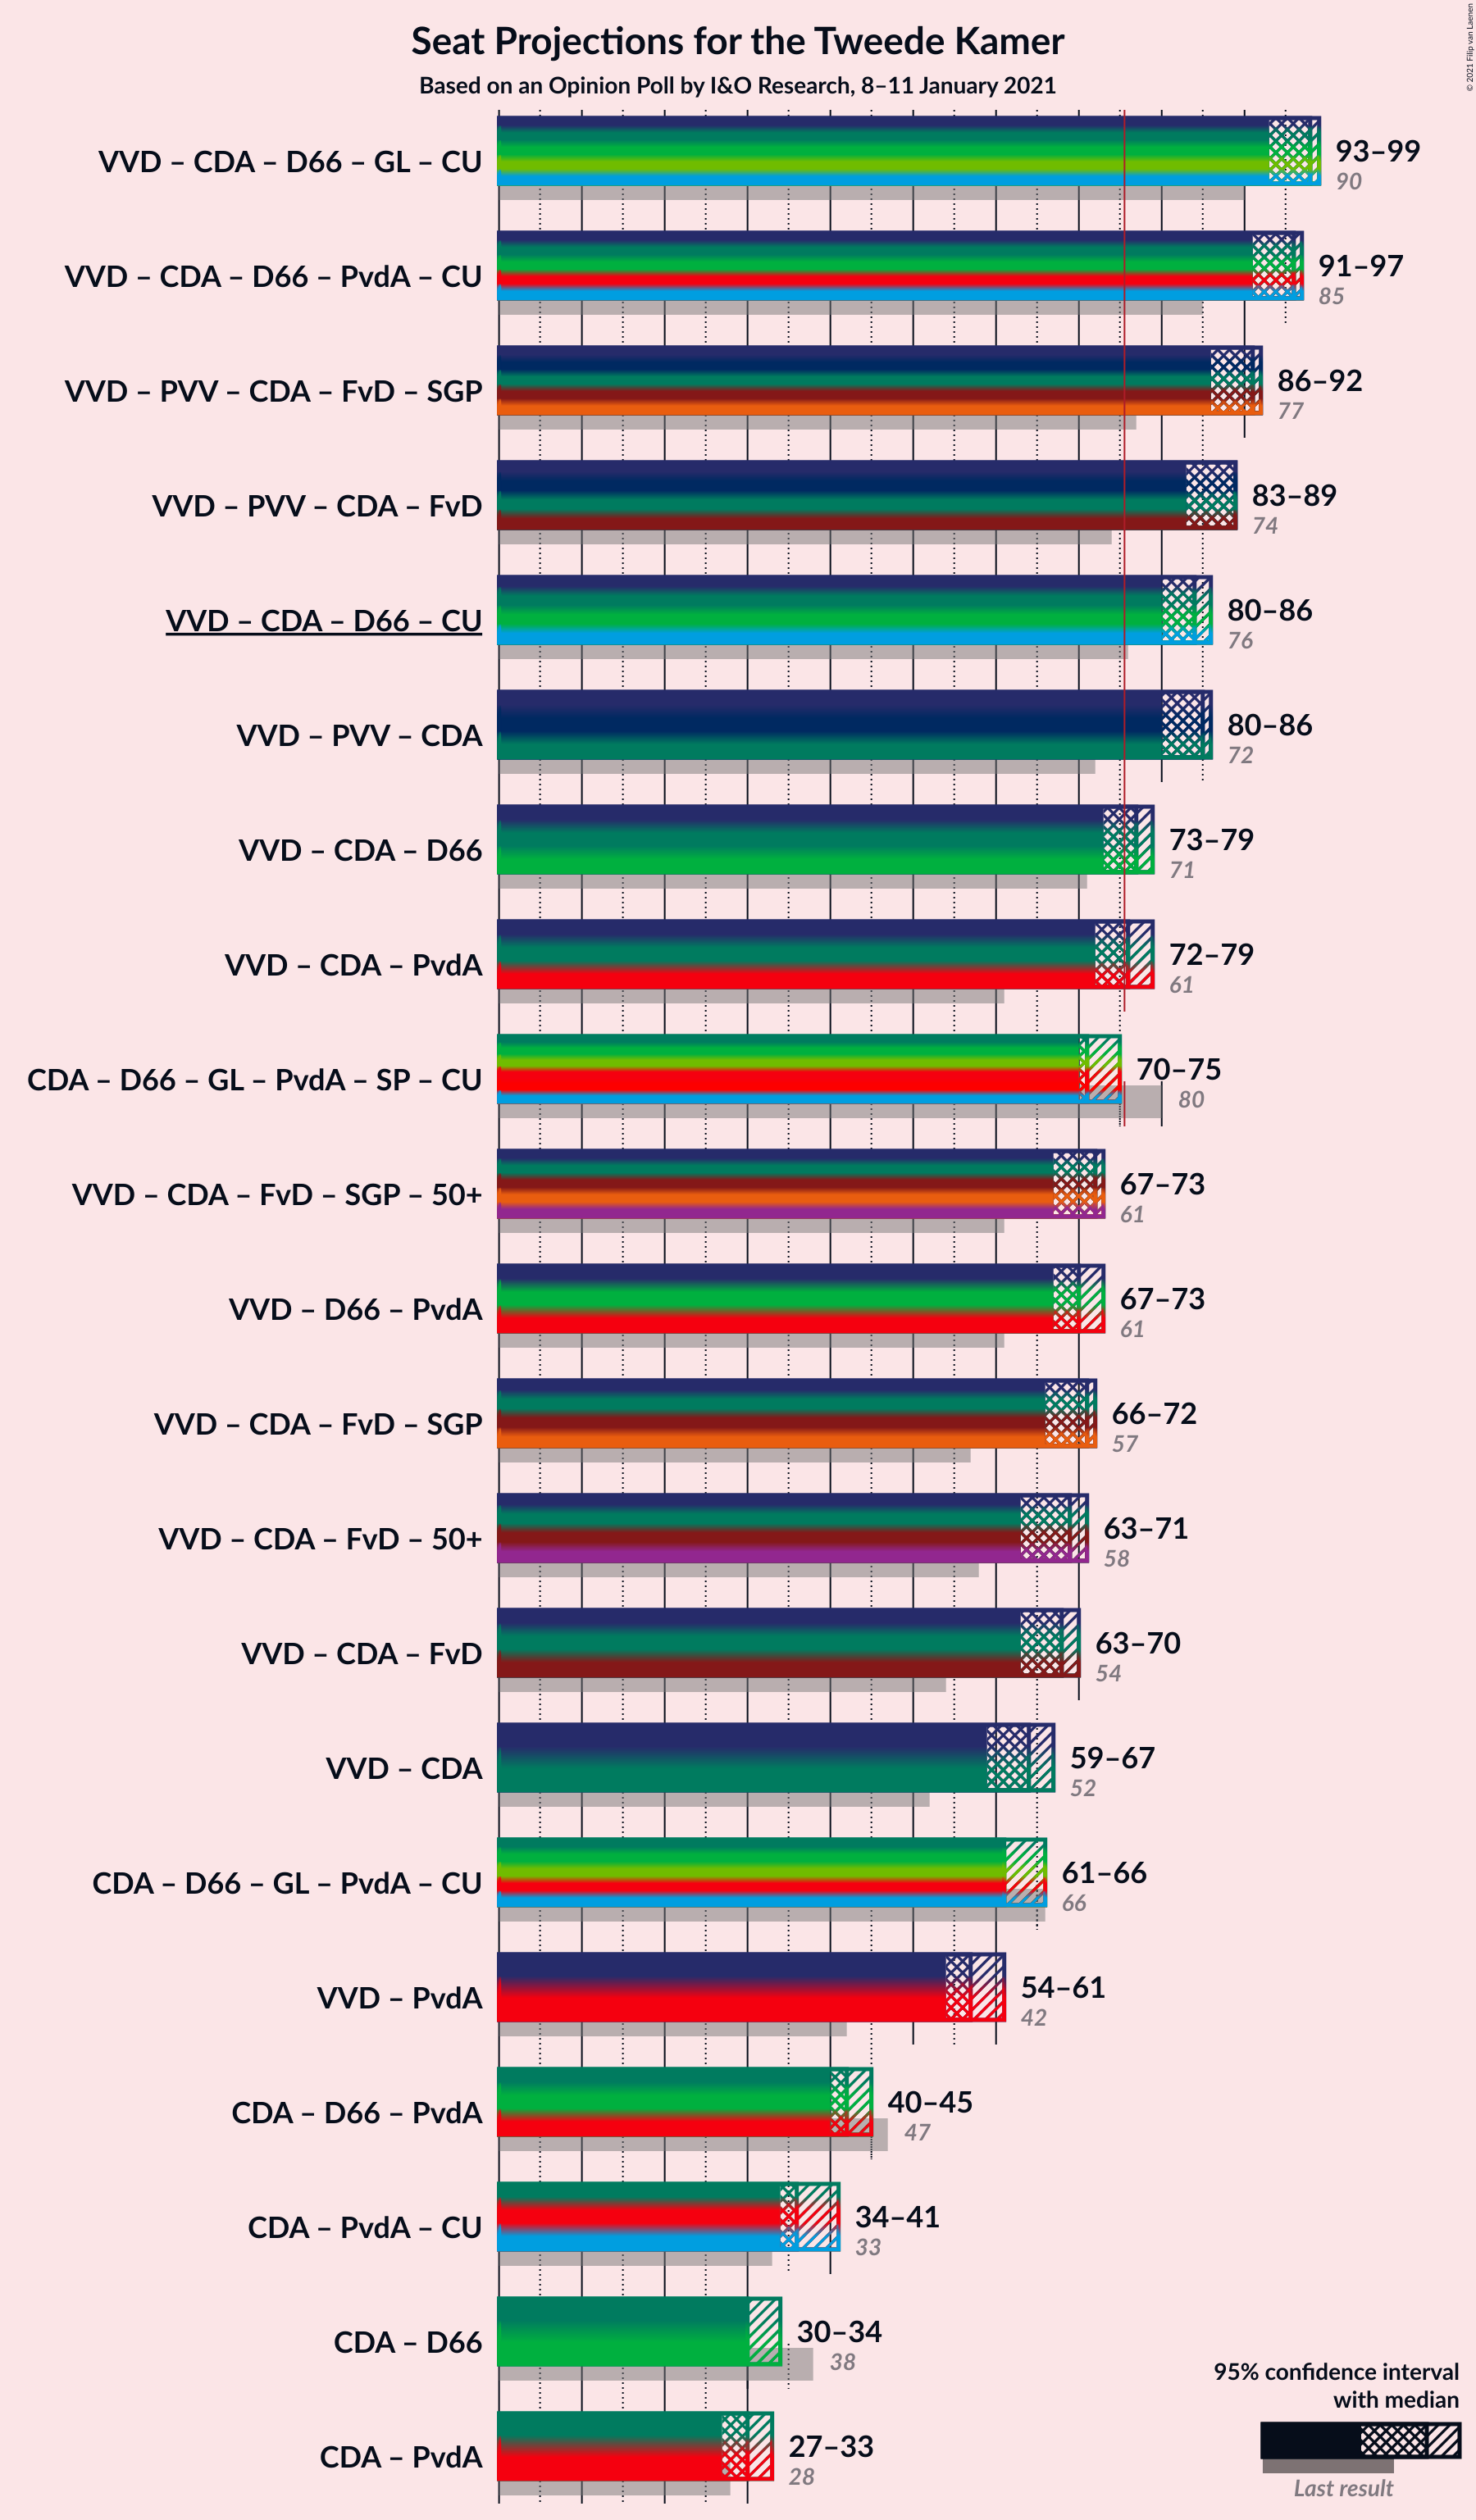 Seat Projections for the Tweede Kamer
Based on an Opinion Poll by I&O Research, 8–11 January 2021
© 2021 Filip van Laenen
VVD – CDA – D66 – GL – CU
93–99
90
VVD – CDA – D66 – PvdA – CU
91–97
85
VVD – PVV – CDA – FvD – SGP
86–92
77
VVD – PVV – CDA – FvD
83–89
74
VVD – CDA – D66 – CU
80–86
76
VVD – PVV – CDA
80–86
72
VVD – CDA – D66
73–79
71
VVD – CDA – PvdA
72–79
61
CDA – D66 – GL – PvdA – SP – CU
70–75
80
VVD – CDA – FvD – SGP – 50+
67–73
61
VVD – D66 – PvdA
67–73
61
VVD – CDA – FvD – SGP
66–72
57
VVD – CDA – FvD – 50+
63–71
58
VVD – CDA – FvD
63–70
54
VVD – CDA
59–67
52
CDA – D66 – GL – PvdA – CU
61–66
66
VVD – PvdA
54–61
42
CDA – D66 – PvdA
40–45
47
CDA – PvdA – CU
34–41
33
CDA – D66
30–34
38
CDA – PvdA
27–33
28
95% confidence interval
with median
Last result